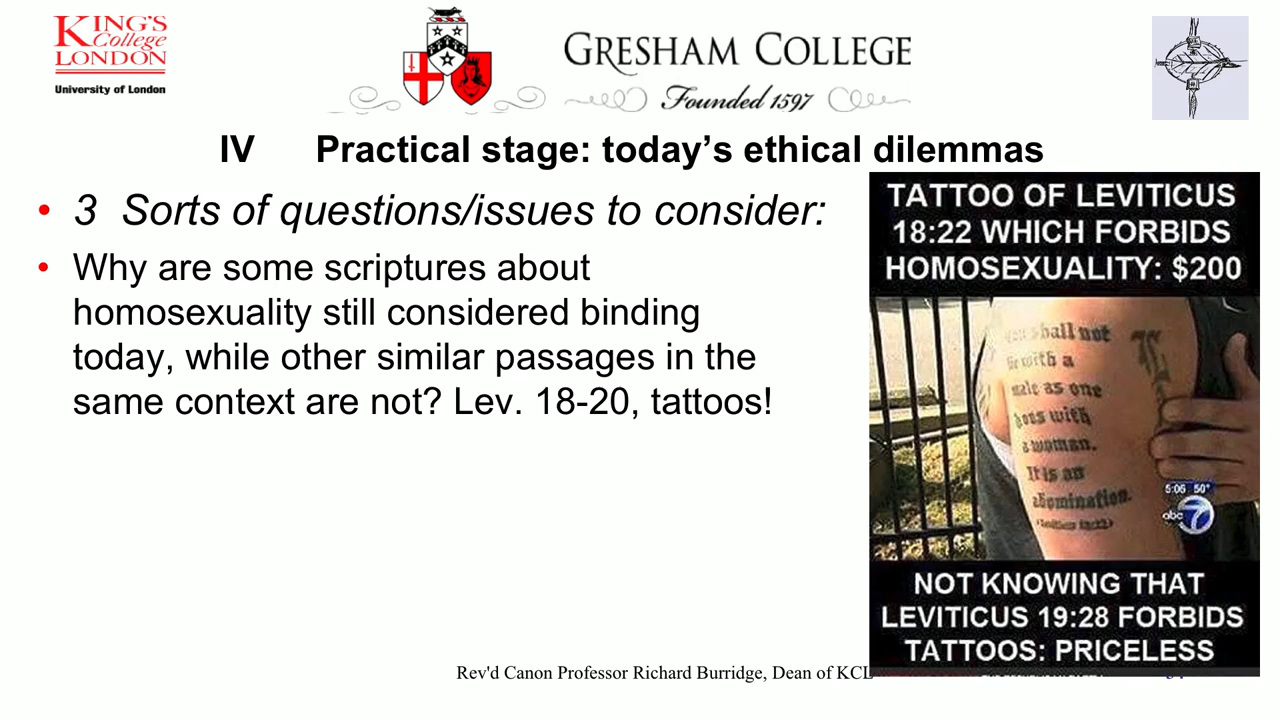 KING'S
College
LONDON
University of London
GRESHAM COLLEGE
Founded 1597
IV Practical stage: today's ethical dilemmas
• 3 Sorts of questions/issues to consider:
• Why are some scriptures about
homosexuality still considered binding
today, while other similar passages in the
same context are not? Lev. 18-20, tattoos!
TATTOO OF LEVITICUS
18:22 WHICH FORBIDS
HOMOSEXUALITY: $200
you shall not
lie with a
male as one
does with
a woman.
It is an
abomination.
5:06 50°
abc 7
NOT KNOWING THAT
LEVITICUS 19:28 FORBIDS
TATTOOS: PRICELESS
Rev'd Canon Professor Richard Burridge, Dean of KCL